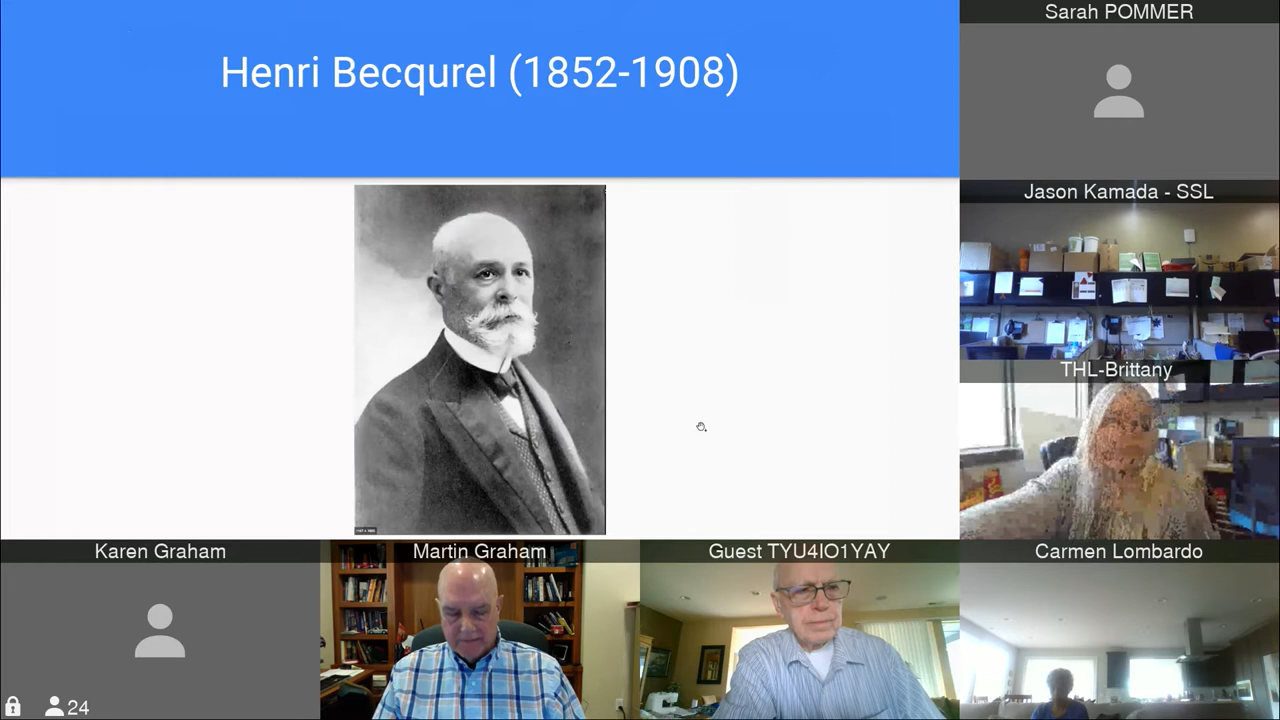 Henri Becqurel (1852-1908)
Sarah POMMER
Jason Kamada - SSL
THL-Brittany
Karen Graham
Martin Graham
Guest TYU4IO1YAY
Carmen Lombardo
24